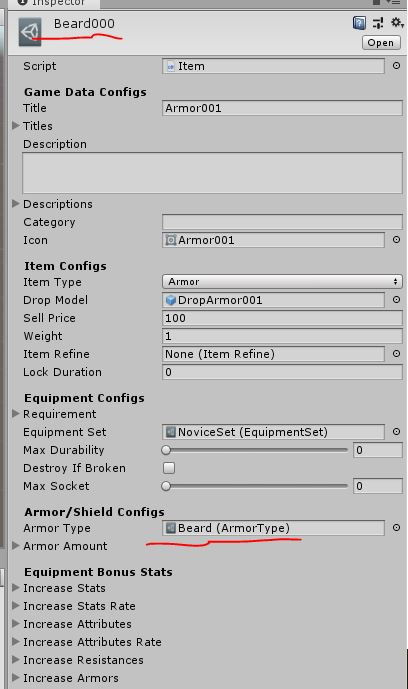 Inspector
Beard000
Open
Script Item
Game Data Configs
Title Armor001
Titles
Description
Descriptions
Category
Icon Armor001
Item Configs
Item Type Armor
Drop Model DropArmor001
Sell Price 100
Weight 1
Item Refine None (Item Refine)
Lock Duration 0
Equipment Configs
Requirement
Equipment Set NoviceSet (EquipmentSet)
Max Durability 0
Destroy If Broken
Max Socket 0
Armor/Shield Configs
Armor Type Beard (ArmorType)
Armor Amount
Equipment Bonus Stats
Increase Stats
Increase Stats Rate
Increase Attributes
Increase Attributes Rate
Increase Resistances
Increase Armors